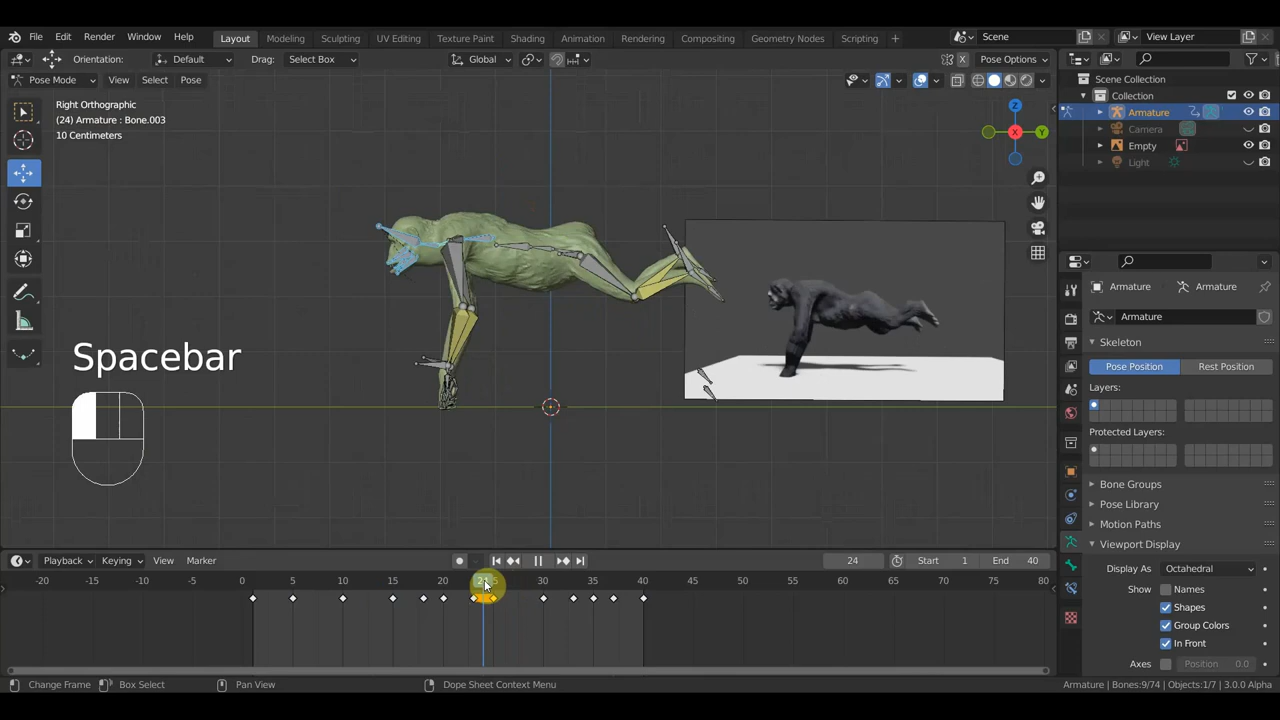 File Edit Render Window Help Layout Modeling Sculpting UV Editing Texture Paint Shading Animation Rendering Compositing Geometry Nodes Scripting + Scene View Layer
Orientation: Default Drag: Select Box Global X Pose Options
Pose Mode View Select Pose
Right Orthographic
(24) Armature : Bone.003
10 Centimeters
Z
X
Y
Scene Collection
Collection
Armature
Camera
Empty
Light
Armature Armature
Armature
Skeleton
Pose Position Rest Position
Layers:
Protected Layers:
Bone Groups
Pose Library
Motion Paths
Viewport Display
Display As Octahedral
Show Names
Shapes
Group Colors
In Front
Axes Position 0.0
Spacebar
Playback Keying View Marker 24 Start 1 End 40
-20 -15 -10 -5 0 5 10 15 20 24 30 35 40 45 50 55 60 65 70 75 80
Change Frame Box Select Pan View Dope Sheet Context Menu Armature | Bones:9/74 | Objects:1/7 | 3.0.0 Alpha